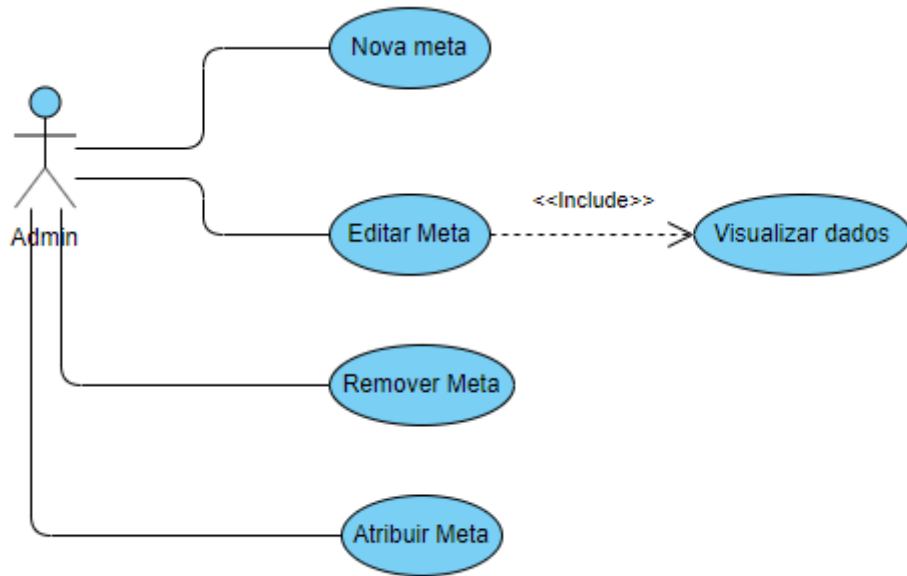 Nova meta
Admin
Editar Meta
<<Include>>
Visualizar dados
Remover Meta
Atribuir Meta